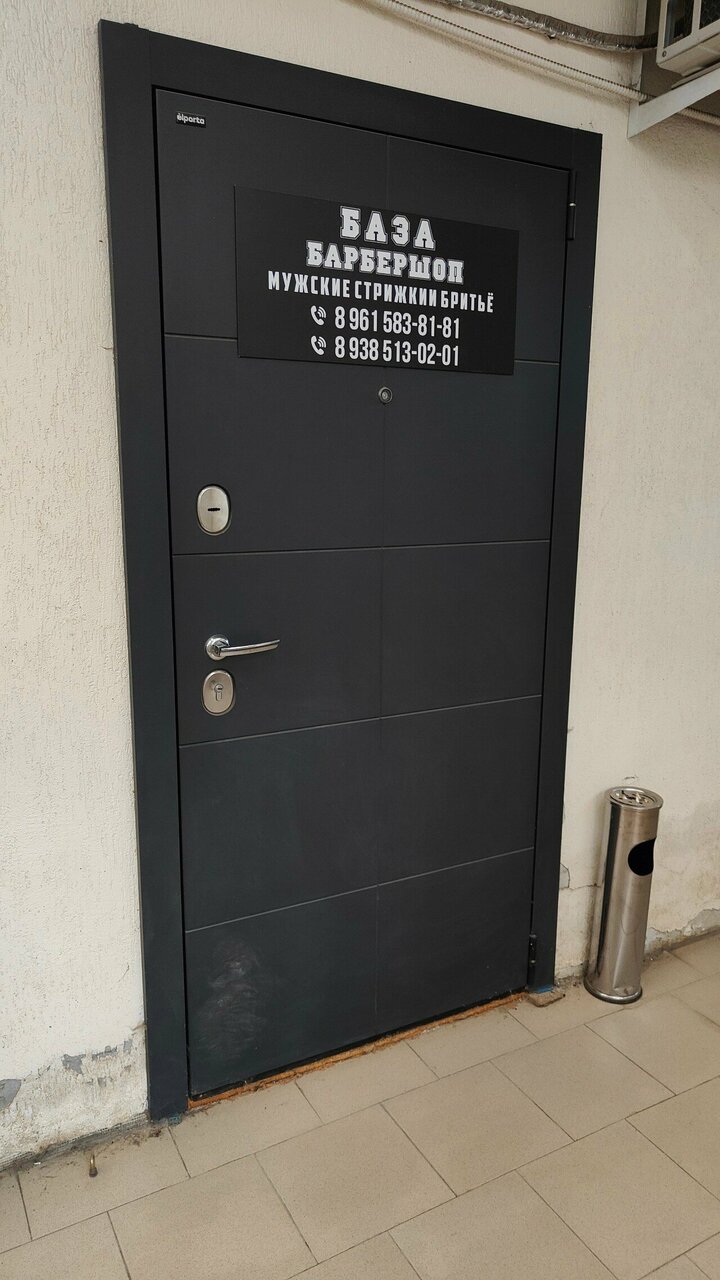 elporta
БАЗА
БАРБЕРШОП
МУЖСКИЕ СТРИЖКИ И БРИТЬЁ
8 961 583-81-81
8 938 513-02-01